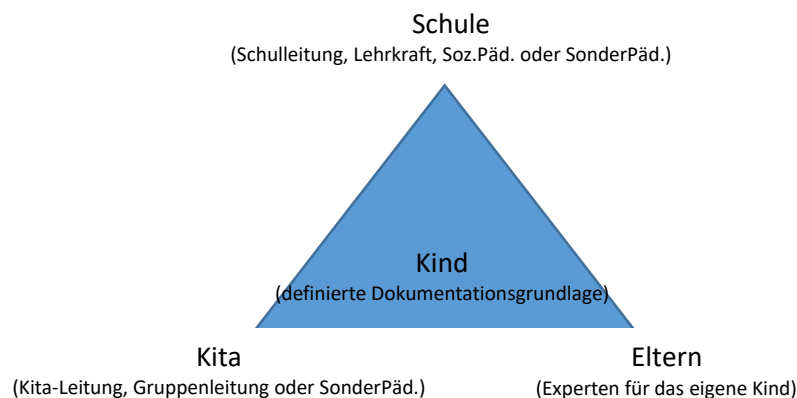 Schule
(Schulleitung, Lehrkraft, Soz.Päd. oder SonderPäd.)
Kind
(definierte Dokumentationsgrundlage)
Kita
(Kita-Leitung, Gruppenleitung oder SonderPäd.)
Eltern
(Experten für das eigene Kind)